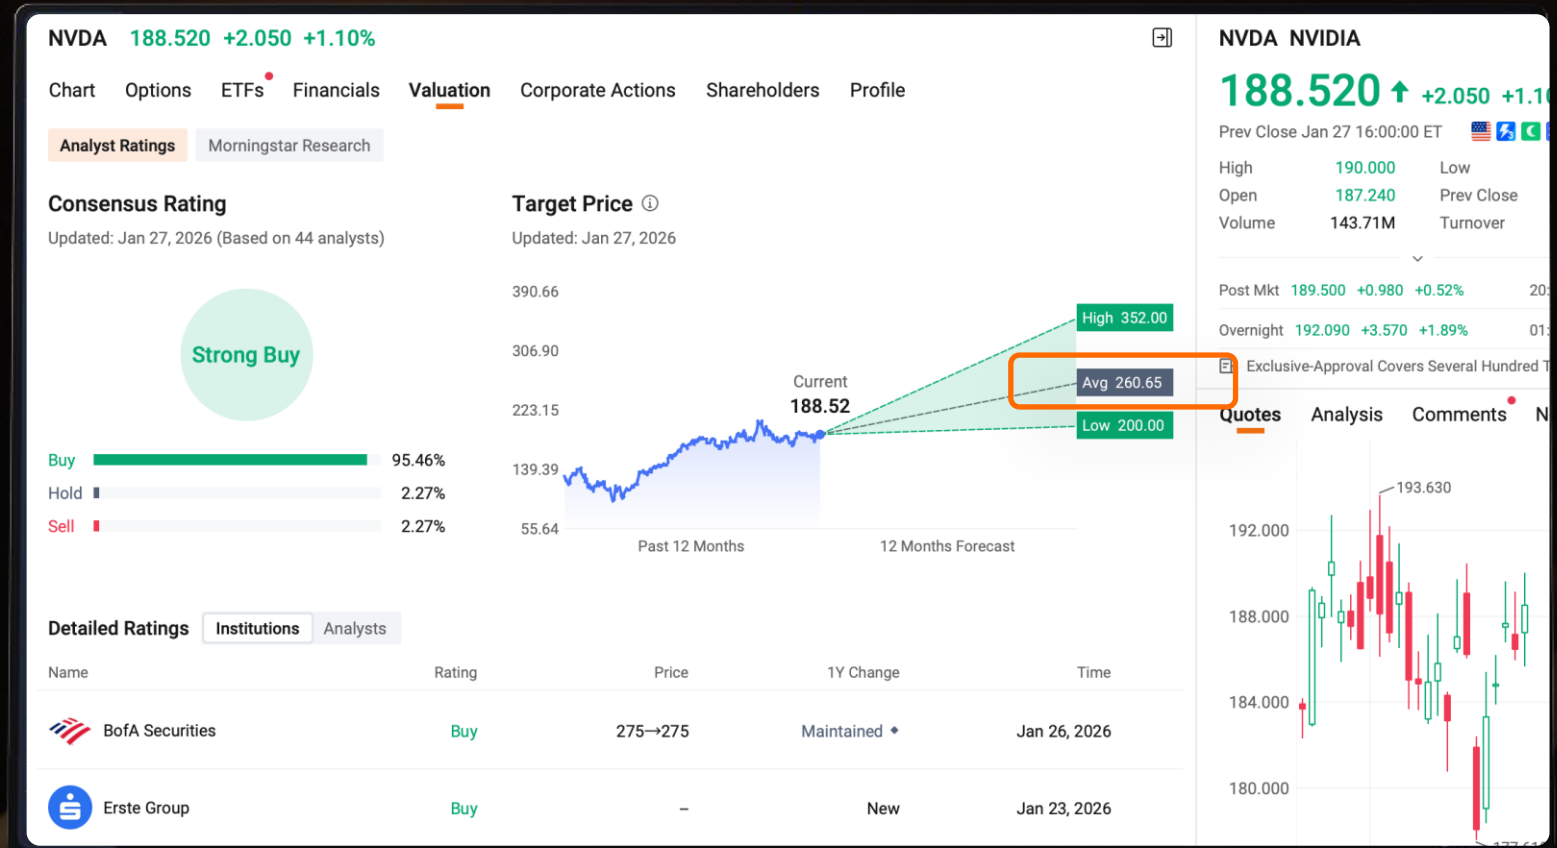 NVDA 188.520 +2.050 +1.10%
Chart Options ETFs Financials Valuation Corporate Actions Shareholders Profile
Analyst Ratings Morningstar Research
Consensus Rating
Updated: Jan 27, 2026 (Based on 44 analysts)
Strong Buy
Buy 95.46%
Hold 2.27%
Sell 2.27%
Target Price
Updated: Jan 27, 2026
390.66
306.90
223.15
139.39
55.64
Current
188.52
High 352.00
Avg 260.65
Low 200.00
Past 12 Months 12 Months Forecast
Detailed Ratings Institutions Analysts
Name Rating Price 1Y Change Time
BofA Securities Buy 275→275 Maintained Jan 26, 2026
Erste Group Buy – New Jan 23, 2026
NVDA NVIDIA
188.520 +2.050
Prev Close Jan 27 16:00:00 ET
High 190.000 Low
Open 187.240 Prev Close
Volume 143.71M Turnover
Post Mkt 189.500 +0.980 +0.52%
Overnight 192.090 +3.570 +1.89%
Exclusive-Approval Covers Several Hundred
Quotes Analysis Comments
193.630
192.000
188.000
184.000
180.000